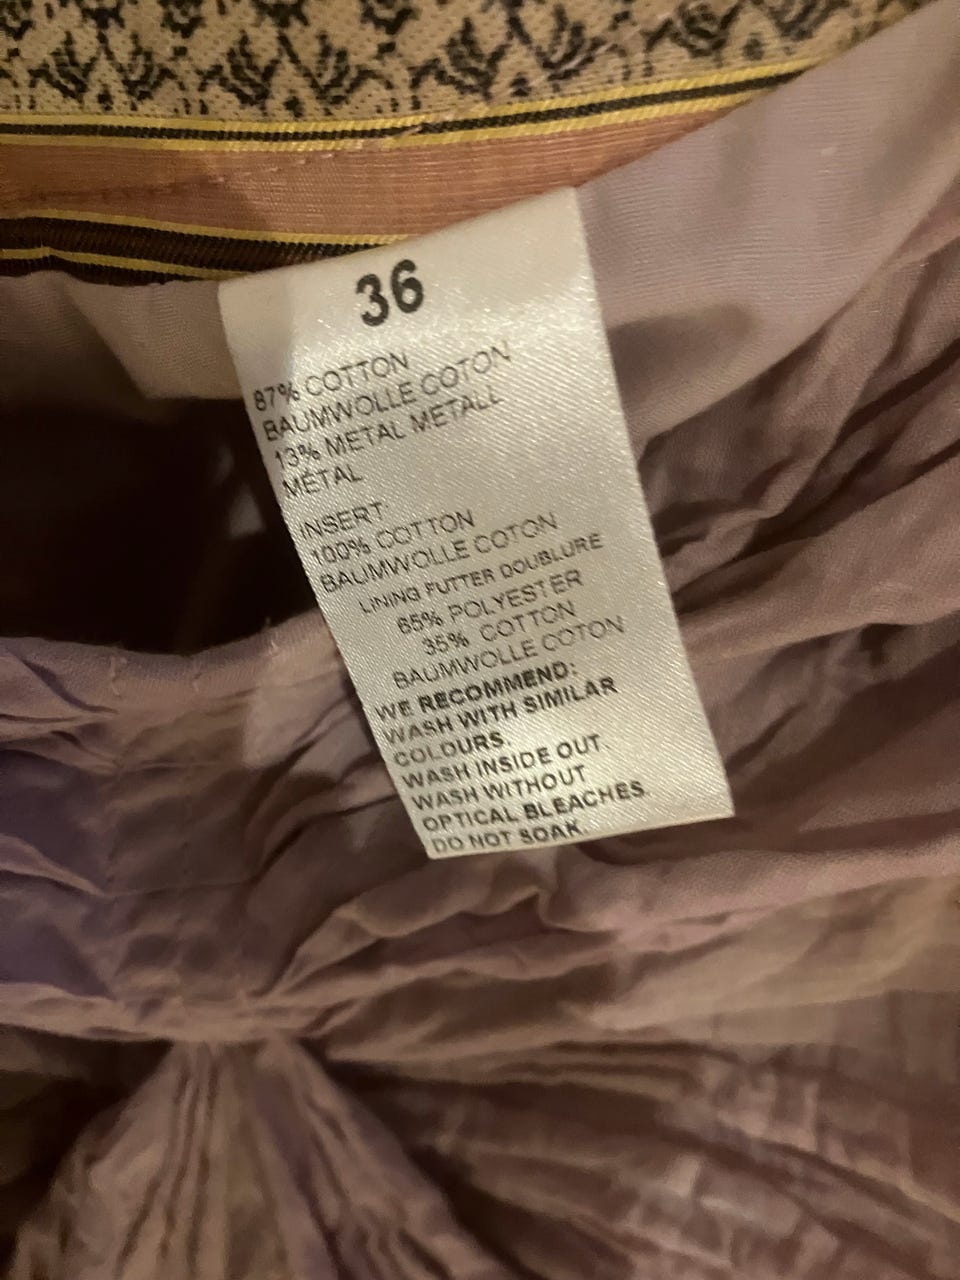 36
87% COTTON
BAUMWOLLE COTON
13% METAL METALL
MÉTAL
INSERT
100% COTTON
BAUMWOLLE COTON
LINING FUTTER DOUBLURE
65% POLYESTER
35% COTTON
BAUMWOLLE COTON
WE RECOMMEND:
WASH WITH SIMILAR
COLOURS.
WASH INSIDE OUT.
WASH WITHOUT
OPTICAL BLEACHES.
DO NOT SOAK.